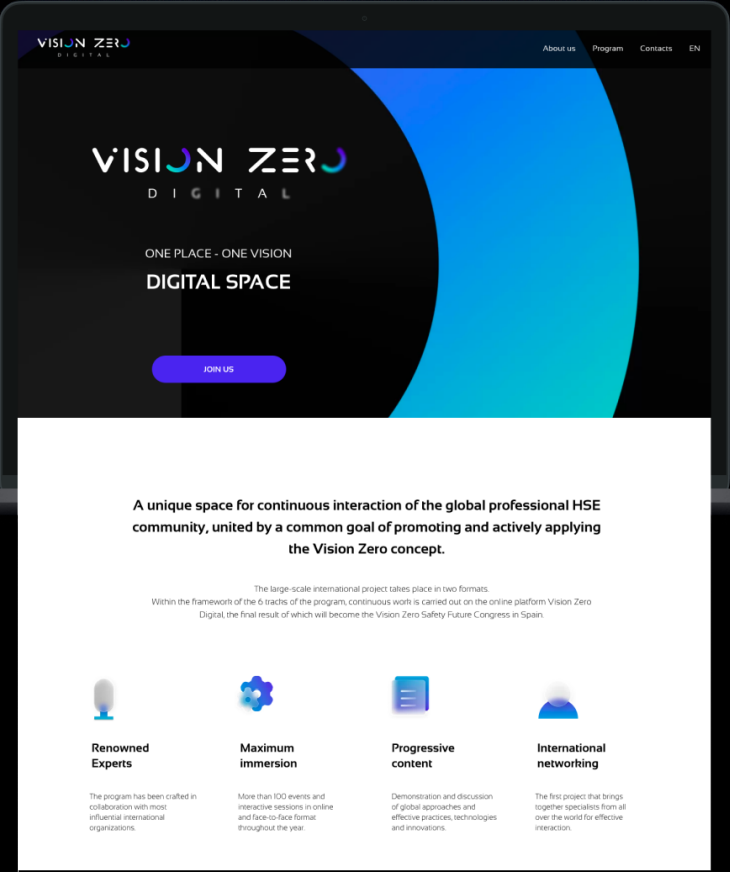 VISION ZERO
DIGITAL
About us Program Contacts EN
VISION ZERO
DIGITAL
ONE PLACE - ONE VISION
DIGITAL SPACE
JOIN US
A unique space for continuous interaction of the global professional HSE
community, united by a common goal of promoting and actively applying
the Vision Zero concept.
The large-scale international project takes place in two formats.
Within the framework of the 6 tracks of the program, continuous work is carried out on the online platform Vision Zero
Digital, the final result of which will become the Vision Zero Safety Future Congress in Spain.
Renowned
Experts
The program has been crafted in
collaboration with most
influential international
organizations.
Maximum
immersion
More than 100 events and
interactive sessions in online
and face-to-face format
throughout the year.
Progressive
content
Demonstration and discussion
of global approaches and
effective practices, technologies
and innovations.
International
networking
The first project that brings
together specialists from all
over the world for effective
interaction.